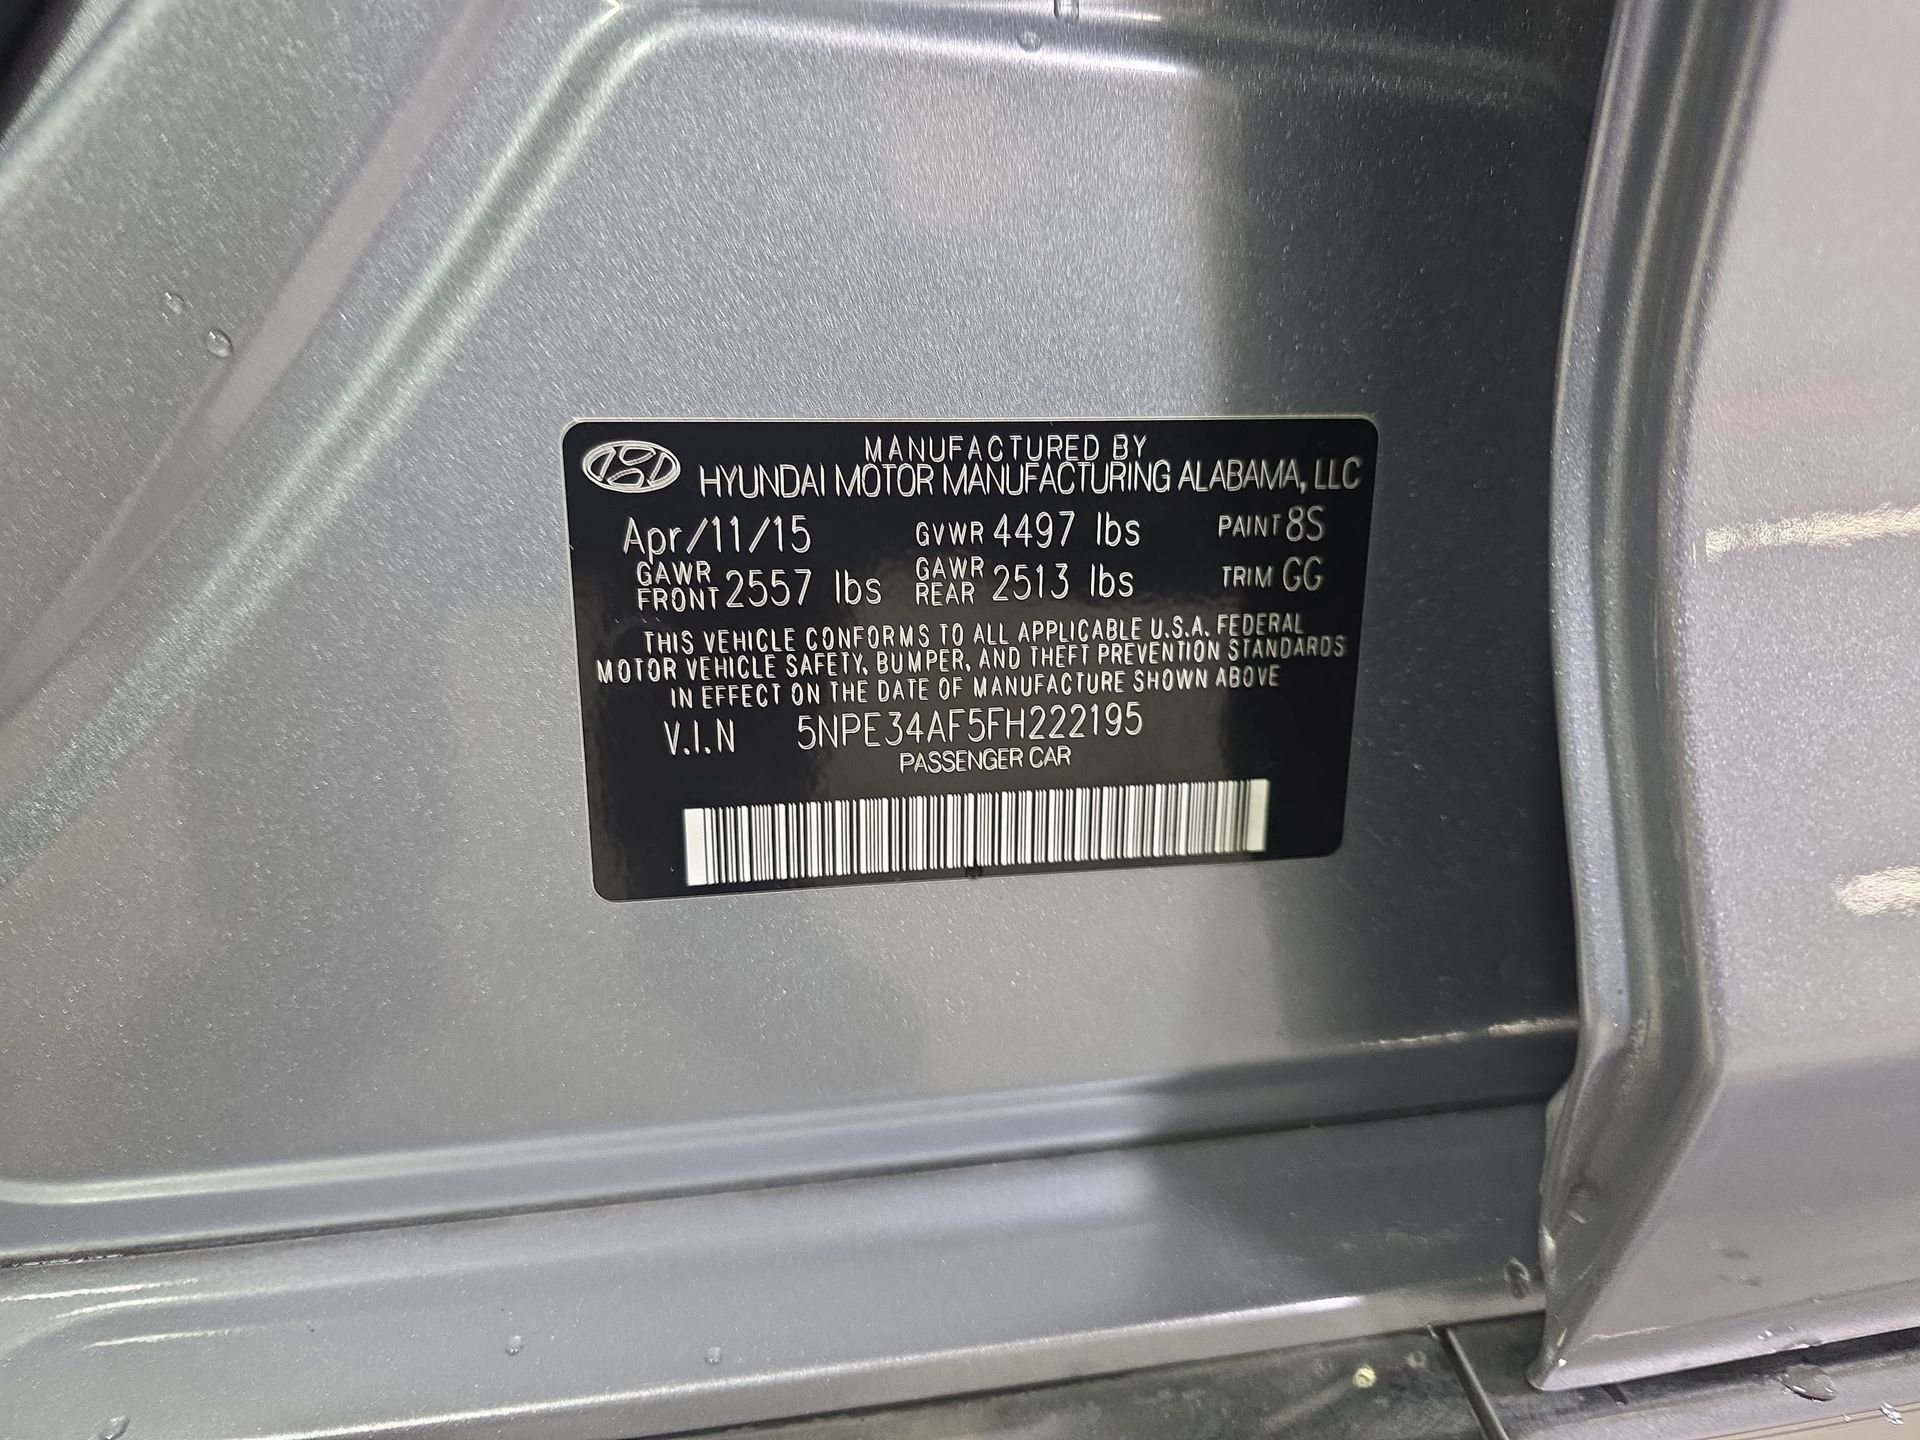 MANUFACTURED BY
HYUNDAI MOTOR MANUFACTURING ALABAMA, LLC
Apr/11/15 GVWR 4497 lbs PAINT 8S
GAWR FRONT 2557 lbs GAWR REAR 2513 lbs TRIM GG
THIS VEHICLE CONFORMS TO ALL APPLICABLE U.S.A. FEDERAL
MOTOR VEHICLE SAFETY, BUMPER, AND THEFT PREVENTION STANDARDS
IN EFFECT ON THE DATE OF MANUFACTURE SHOWN ABOVE
V.I.N 5NPE34AF5FH222195
PASSENGER CAR